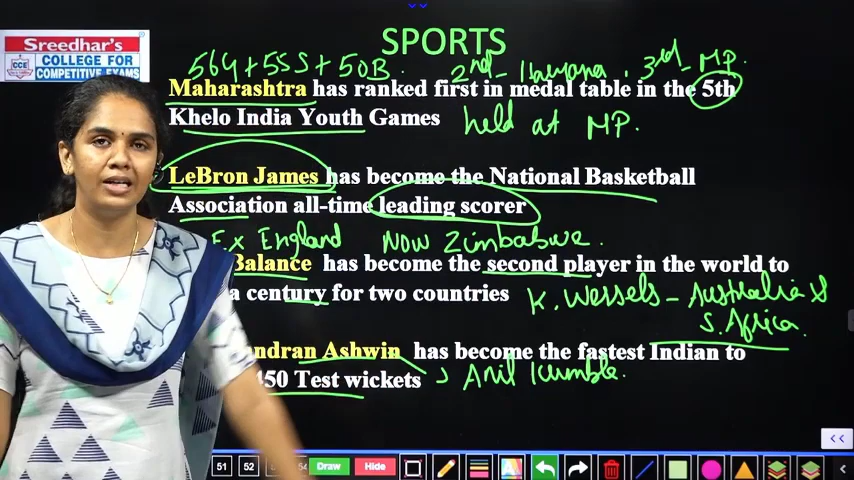 SPORTS
Sreedhar's
CCE
COLLEGE FOR
COMPETITIVE EXAMS
56G + 55S + 50B. 2nd - Haryana, 3rd - MP.
Maharashtra has ranked first in medal table in the 5th
Khelo India Youth Games held at MP.
LeBron James has become the National Basketball
Association all-time leading scorer
Ex England Now Zimbabwe.
Balance has become the second player in the world to
a century for two countries K. Wessels - Australia &
S. Africa.
ndran Ashwin has become the fastest Indian to
450 Test wickets Anil Kumble.
<<
51 52 54 Draw Hide